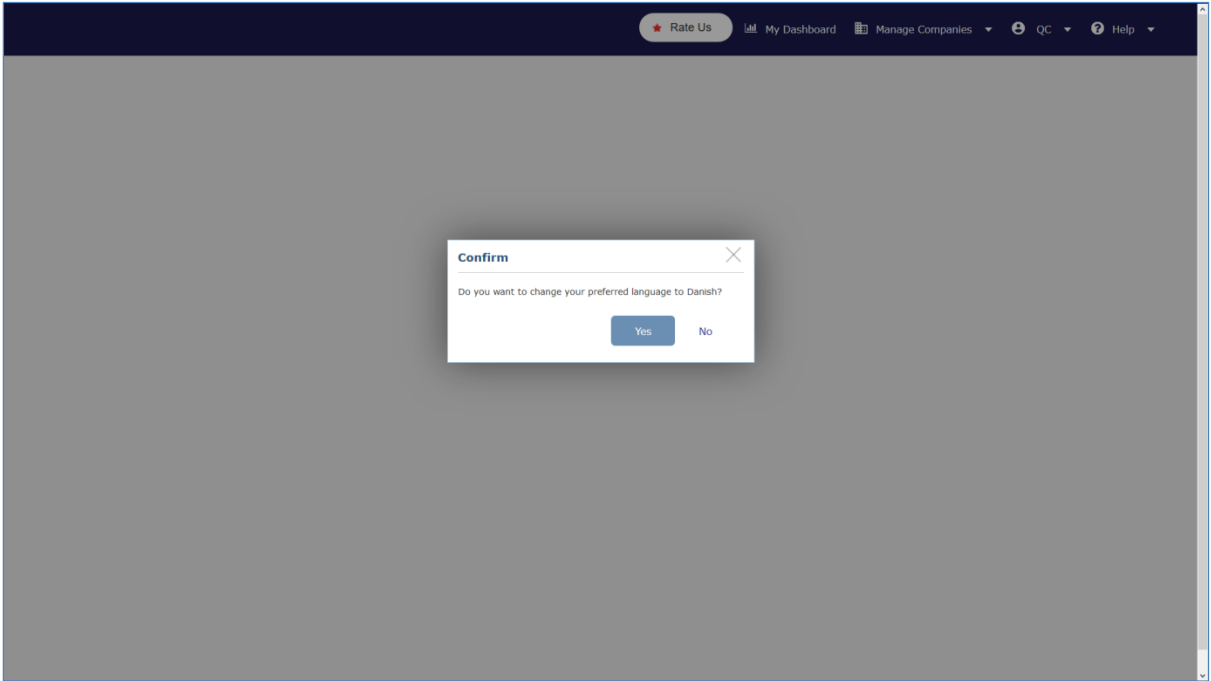 Rate Us My Dashboard Manage Companies QC Help
Confirm
Do you want to change your preferred language to Danish?
Yes No